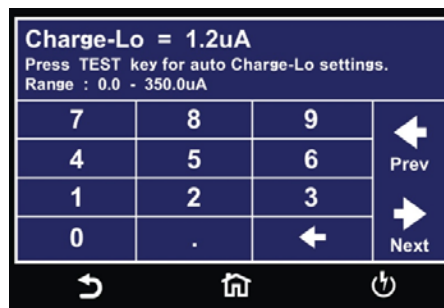 Charge-Lo = 1.2uA
Press TEST key for auto Charge-Lo settings.
Range : 0.0 - 350.0uA
7 8 9
4 5 6 Prev
1 2 3
0 . Next